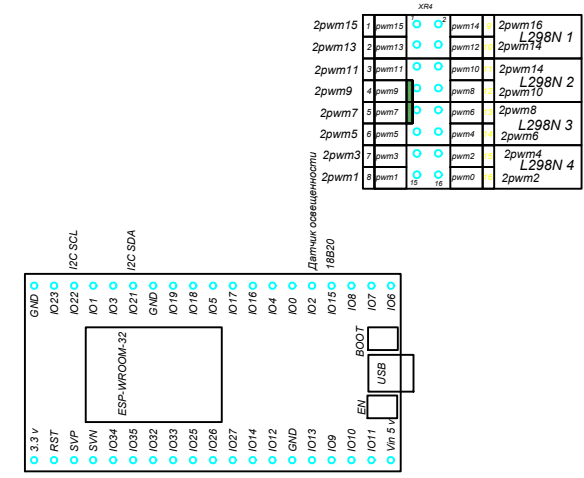 XR4
1 2
2pwm15 1 pwm15 pwm14 2pwm16
L298N 1
2pwm13 2 pwm13 pwm12 2pwm14
2pwm11 3 pwm11 pwm10 2pwm14
L298N 2
2pwm9 4 pwm9 pwm8 2pwm10
2pwm7 5 pwm7 pwm6 2pwm8
L298N 3
2pwm5 6 pwm5 pwm4 2pwm6
2pwm3 7 pwm3 pwm2 2pwm4
L298N 4
2pwm1 8 pwm1 pwm0 2pwm2
15 16
I2C SCL
I2C SDA
Датчик освещенности
18B20
GND IO23 IO22 IO1 IO3 IO21 GND IO19 IO18 IO5 IO17 IO16 IO4 IO0 IO2 IO15 IO8 IO7 IO6
ESP-WROOM-32
BOOT
USB
EN
3.3 v RST SVP SVN IO34 IO35 IO32 IO33 IO25 IO26 IO27 IO14 IO12 GND IO13 IO9 IO10 IO11 Vin 5 v